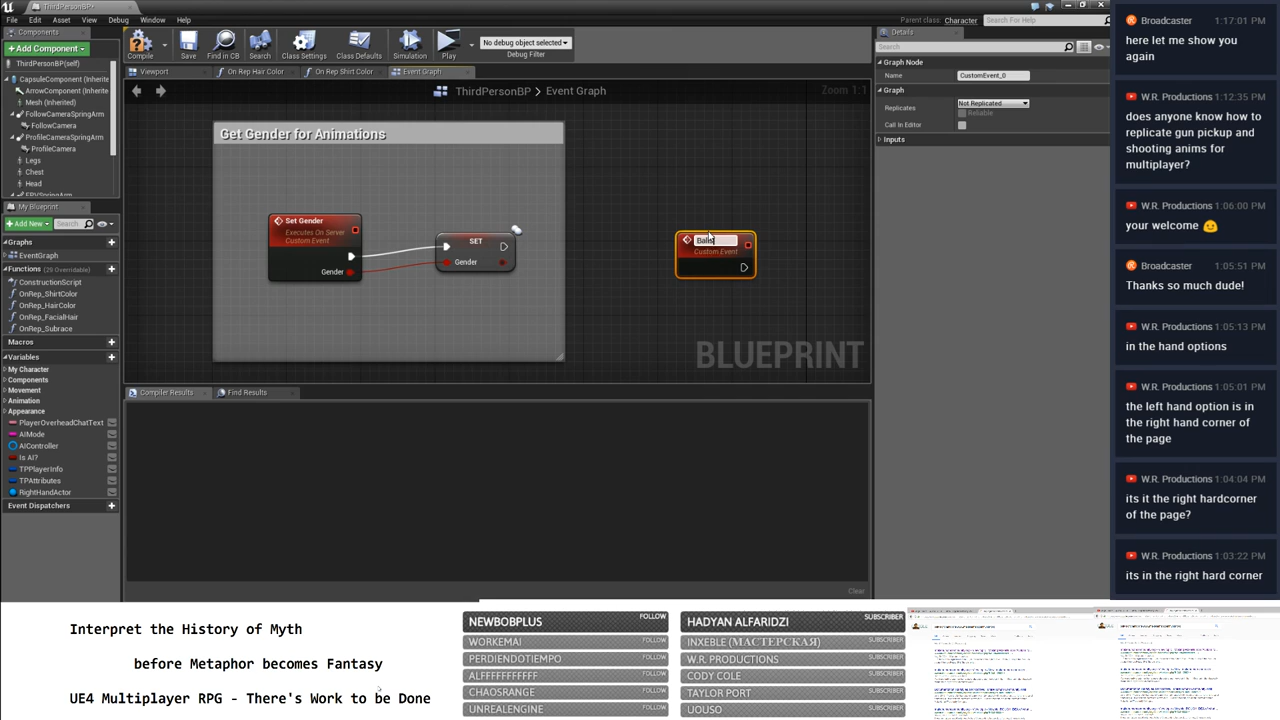 ThirdPersonBP*
File Edit Asset View Debug Window Help
Parent class: Character
Search For Help
Components
+Add Component
ThirdPersonBP(self)
CapsuleComponent (Inherite
ArrowComponent (Inherite
Mesh (Inherited)
FollowCameraSpringArm
FollowCamera
ProfileCameraSpringArm
ProfileCamera
Legs
Chest
Head
My Blueprint
+Add New
Search
Graphs
EventGraph
Functions (29 Overridable)
ConstructionScript
OnRep_ShirtColor
OnRep_HairColor
OnRep_FacialHair
OnRep_Subrace
Macros
Variables
My Character
Components
Movement
Animation
Appearance
PlayerOverheadChatText
AIMode
AIController
Is AI?
TPPlayerInfo
TPAttributes
RightHandActor
Event Dispatchers
Compile Save Find in CB Search Class Settings Class Defaults Simulation Play
No debug object selected
Debug Filter
Viewport On Rep Hair Color On Rep Shirt Color Event Graph
ThirdPersonBP > Event Graph
Zoom 1:1
Get Gender for Animations
Set Gender
Executes On Server
Custom Event
Gender
SET
Gender
Custom Event
BLUEPRINT
Compiler Results Find Results
Clear
Details
Search
Graph Node
Name CustomEvent_0
Graph
Replicates Not Replicated
Reliable
Call In Editor
Inputs
Broadcaster 1:17:01 PM
here let me show you
again
W.R. Productions 1:12:35 PM
does anyone know how to
replicate gun pickup and
shooting anims for
multiplayer?
W.R. Productions 1:06:00 PM
your welcome 🙂
Broadcaster 1:05:51 PM
Thanks so much dude!
W.R. Productions 1:05:13 PM
in the hand options
W.R. Productions 1:05:01 PM
the left hand option is in
the right hand corner of
the page
W.R. Productions 1:04:04 PM
its it the right hardcorner
of the page?
W.R. Productions 1:03:22 PM
its in the right hard corner
Interpret the History of Myth
before Mutapa Chronicles Fantasy
UE4 Multiplayer RPG - Tutorials
NEWBOBPLUS FOLLOW
WORKEMAI FOLLOW
PERDIENDOTIEMPO FOLLOW
ALFFFFFFFFFF FOLLOW
CHAOSRANGE FOLLOW
UNREALENGINE FOLLOW
HADYAN ALFARIDZI SUBSCRIBER
INXEBLE (МАСТЕРСКАЯ) SUBSCRIBER
W.R. PRODUCTIONS SUBSCRIBER
CODY COLE SUBSCRIBER
TAYLOR PORT SUBSCRIBER
UOUSO SUBSCRIBER